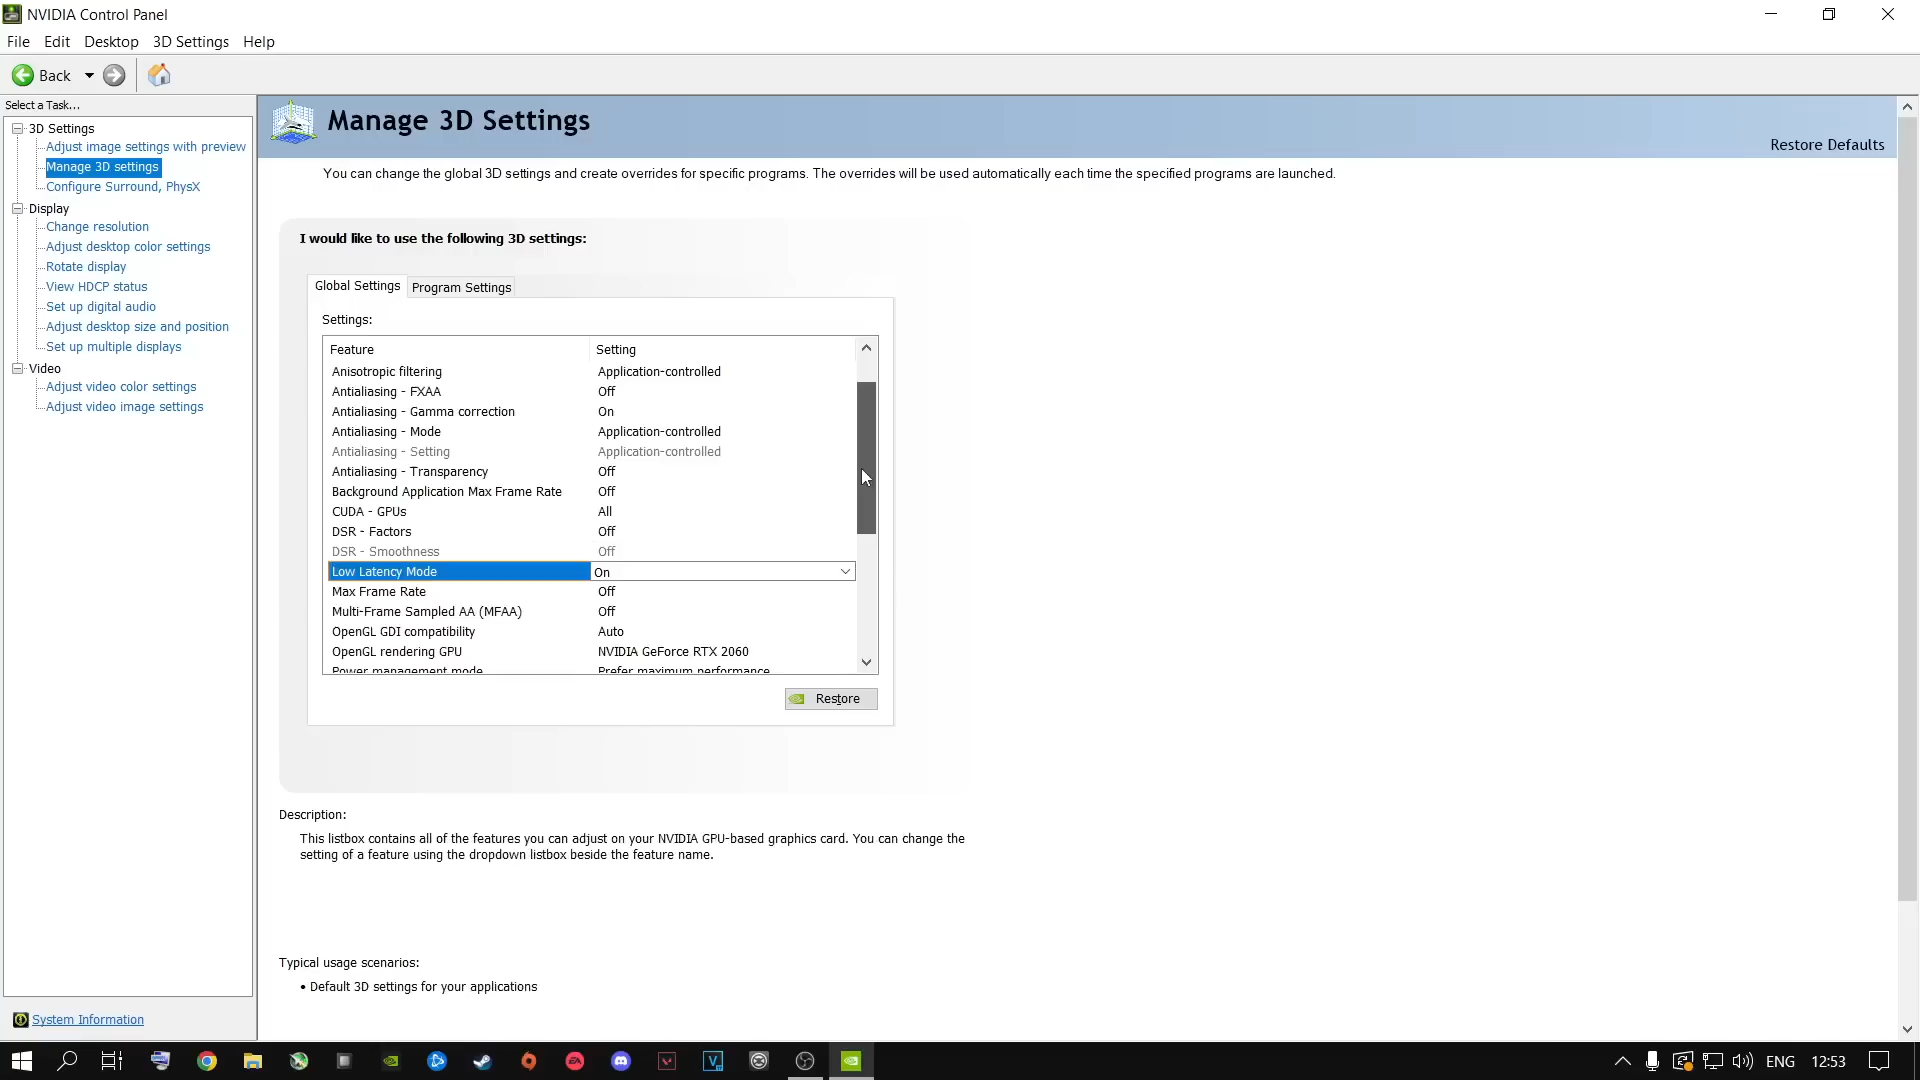 NVIDIA Control Panel
File Edit Desktop 3D Settings Help
Back
Select a Task...
3D Settings
Adjust image settings with preview
Manage 3D settings
Configure Surround, PhysX
Display
Change resolution
Adjust desktop color settings
Rotate display
View HDCP status
Set up digital audio
Adjust desktop size and position
Set up multiple displays
Video
Adjust video color settings
Adjust video image settings
System Information
Manage 3D Settings
Restore Defaults
You can change the global 3D settings and create overrides for specific programs. The overrides will be used automatically each time the specified programs are launched.
I would like to use the following 3D settings:
Global Settings Program Settings
Settings:
Feature Setting
Anisotropic filtering Application-controlled
Antialiasing - FXAA Off
Antialiasing - Gamma correction On
Antialiasing - Mode Application-controlled
Antialiasing - Setting Application-controlled
Antialiasing - Transparency Off
Background Application Max Frame Rate Off
CUDA - GPUs All
DSR - Factors Off
DSR - Smoothness Off
Low Latency Mode On
Max Frame Rate Off
Multi-Frame Sampled AA (MFAA) Off
OpenGL GDI compatibility Auto
OpenGL rendering GPU NVIDIA GeForce RTX 2060
Power management mode Prefer maximum performance
Restore
Description:
This listbox contains all of the features you can adjust on your NVIDIA GPU-based graphics card. You can change the
setting of a feature using the dropdown listbox beside the feature name.
Typical usage scenarios:
• Default 3D settings for your applications
ENG 12:53